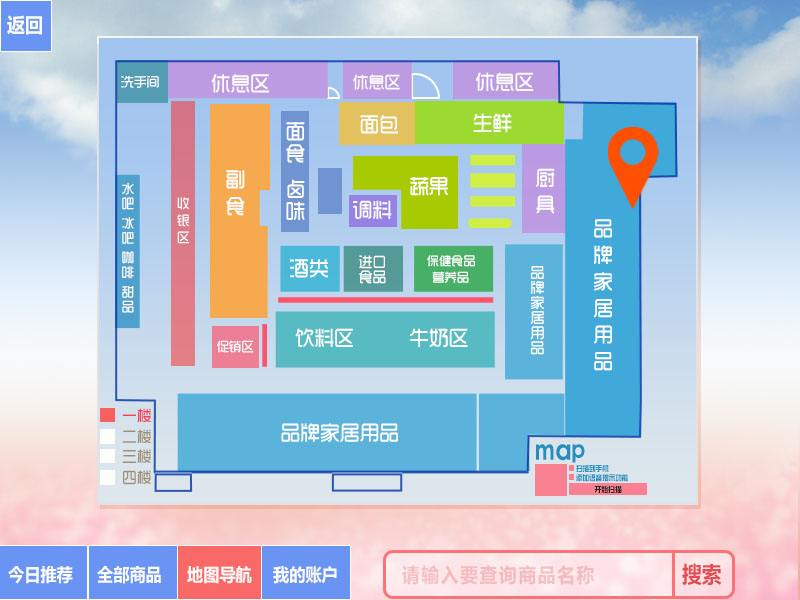 返回
洗手间
休息区
休息区
休息区
面包
生鲜
面食 卤味
蔬果
厨具
副食
调料
收银区
水吧 冰吧 咖啡 甜品
品牌家居用品
酒类
进口
食品
保健食品
营养品
品牌家居用品
饮料区
牛奶区
促销区
品牌家居用品
一楼
二楼
三楼
四楼
map
扫描到手机
添加语音指示功能
开始扫描
今日推荐
全部商品
地图导航
我的账户
请输入要查询商品名称
搜索